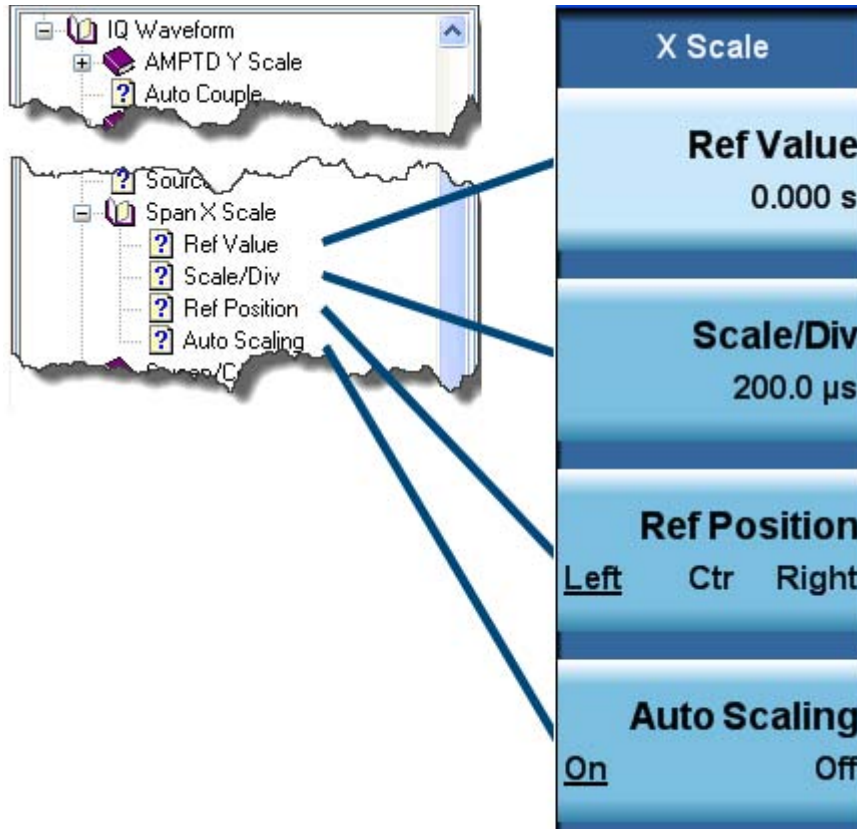 IQ Waveform
AMPTD Y Scale
Auto Couple
Source
Span X Scale
Ref Value
Scale/Div
Ref Position
Auto Scaling
X Scale
Ref Value
0.000 s
Scale/Div
200.0 µs
Ref Position
Left Ctr Right
Auto Scaling
On Off